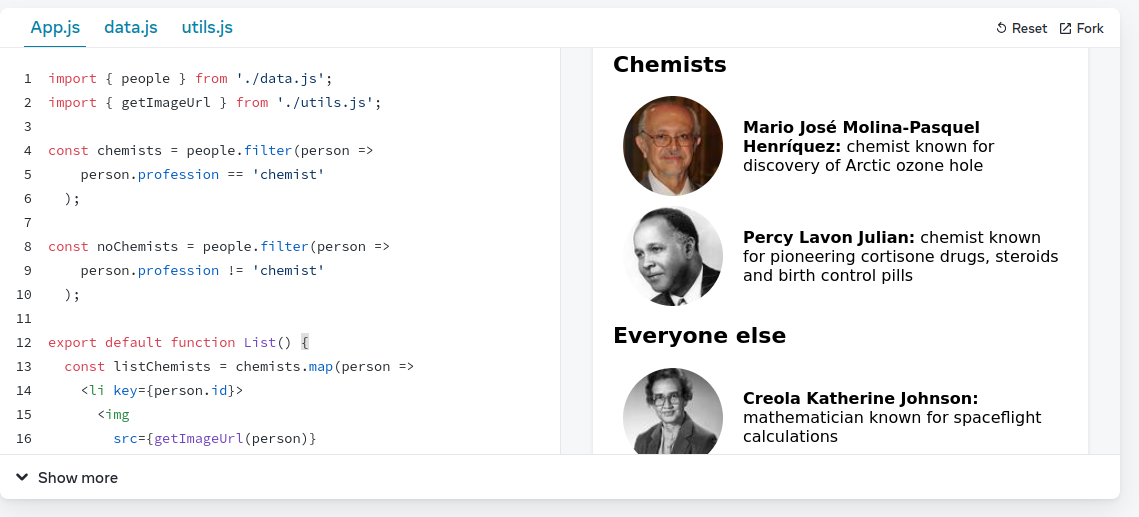 App.js data.js utils.js Reset Fork
1 import { people } from './data.js';
2 import { getImageUrl } from './utils.js';
3
4 const chemists = people.filter(person =>
5 person.profession == 'chemist'
6 );
7
8 const noChemists = people.filter(person =>
9 person.profession != 'chemist'
10 );
11
12 export default function List() {
13 const listChemists = chemists.map(person =>
14 <li key={person.id}>
15 <img
16 src={getImageUrl(person)}
Show more
Chemists
Mario José Molina-Pasquel
Henríquez: chemist known for
discovery of Arctic ozone hole
Percy Lavon Julian: chemist known
for pioneering cortisone drugs, steroids
and birth control pills
Everyone else
Creola Katherine Johnson:
mathematician known for spaceflight
calculations